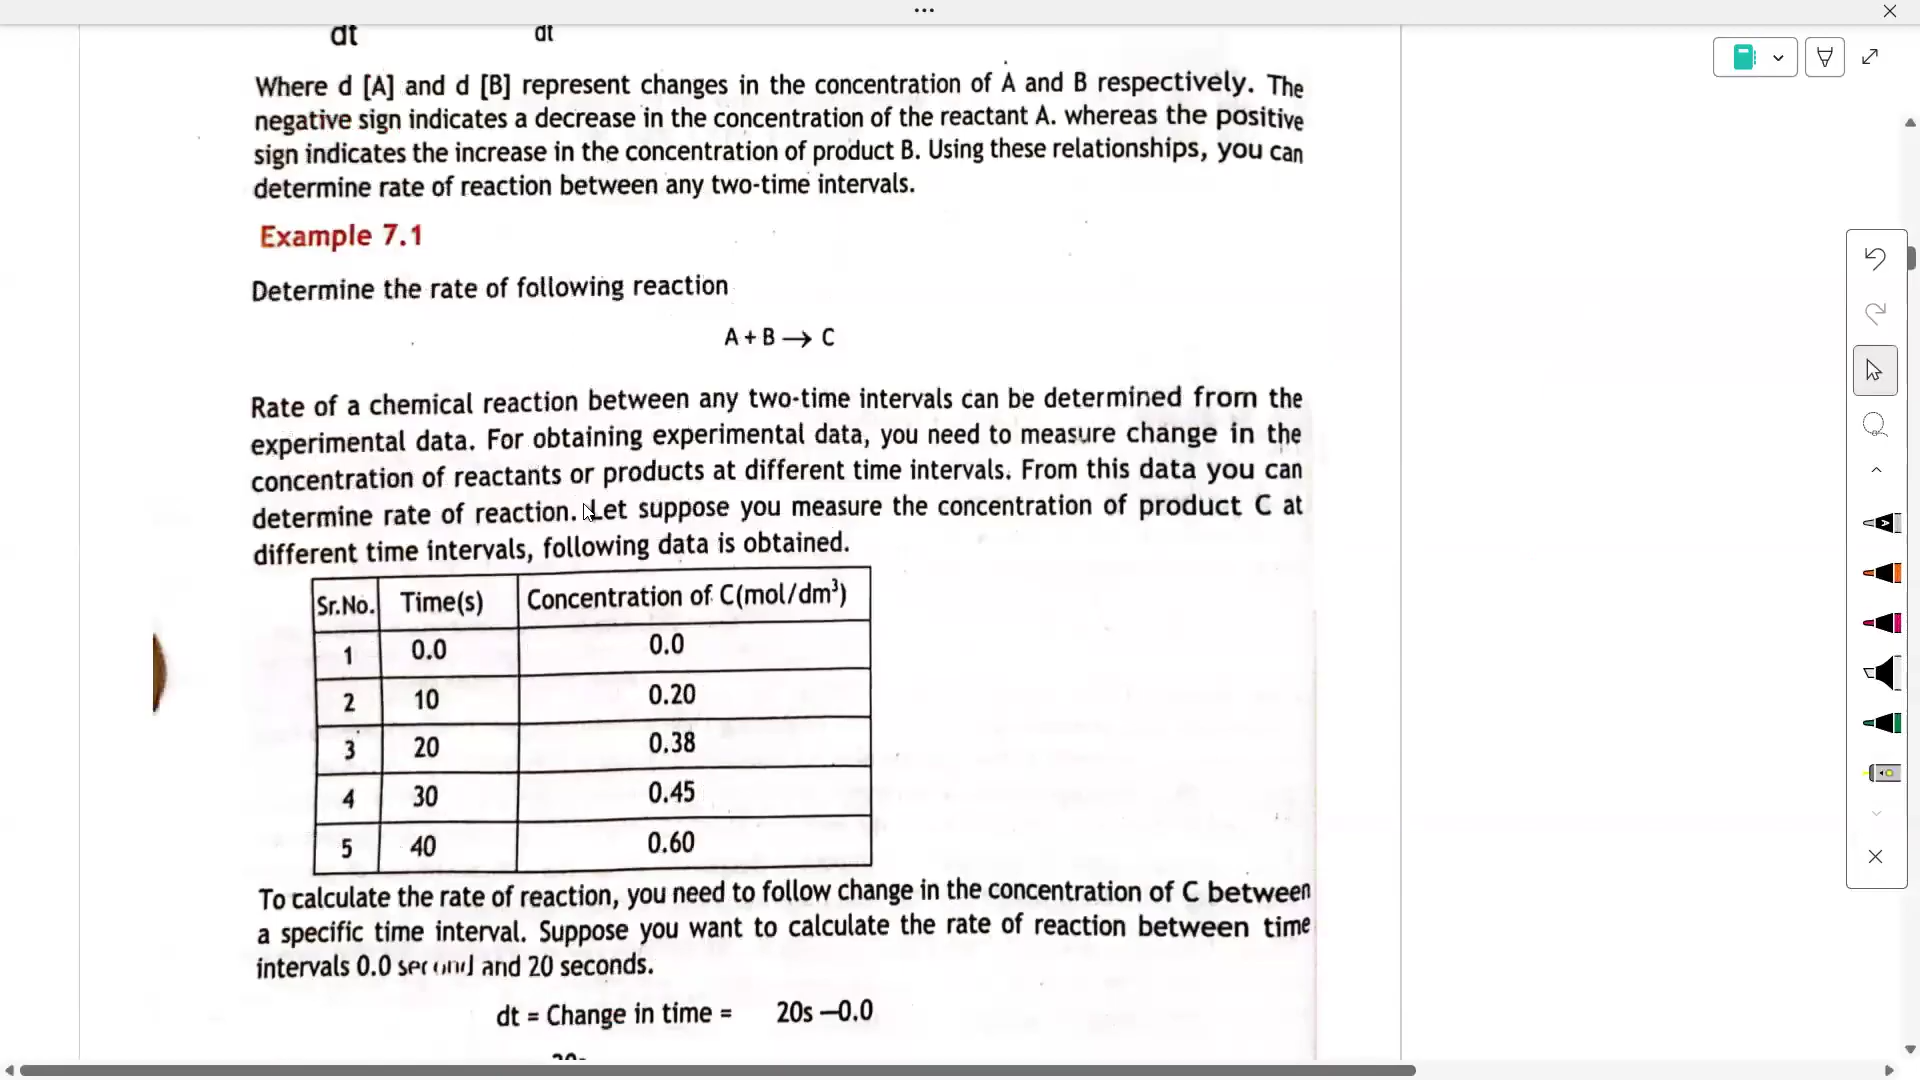 dt dt
Where d [A] and d [B] represent changes in the concentration of A and B respectively. The
negative sign indicates a decrease in the concentration of the reactant A. whereas the positive
sign indicates the increase in the concentration of product B. Using these relationships, you can
determine rate of reaction between any two-time intervals.
Example 7.1
Determine the rate of following reaction
A + B → C
Rate of a chemical reaction between any two-time intervals can be determined from the
experimental data. For obtaining experimental data, you need to measure change in the
concentration of reactants or products at different time intervals. From this data you can
determine rate of reaction. Let suppose you measure the concentration of product C at
different time intervals, following data is obtained.
Sr.No. Time(s) Concentration of C(mol/dm³)
1 0.0 0.0
2 10 0.20
3 20 0.38
4 30 0.45
5 40 0.60
To calculate the rate of reaction, you need to follow change in the concentration of C between
a specific time interval. Suppose you want to calculate the rate of reaction between time
intervals 0.0 second and 20 seconds.
dt = Change in time = 20s —0.0